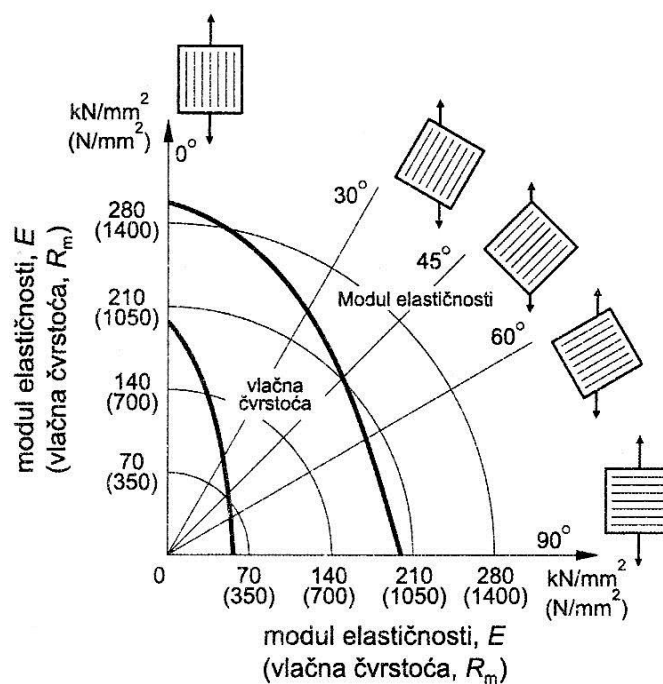 kN/mm²
(N/mm²)
0°
30°
45°
60°
90°
modul elastičnosti, E
(vlačna čvrstoća, Rm)
280
(1400)
210
(1050)
140
(700)
70
(350)
Modul elastičnosti
vlačna
čvrstoća
0
70
(350)
140
(700)
210
(1050)
280
(1400)
kN/mm²
(N/mm²)
modul elastičnosti, E
(vlačna čvrstoća, Rm)